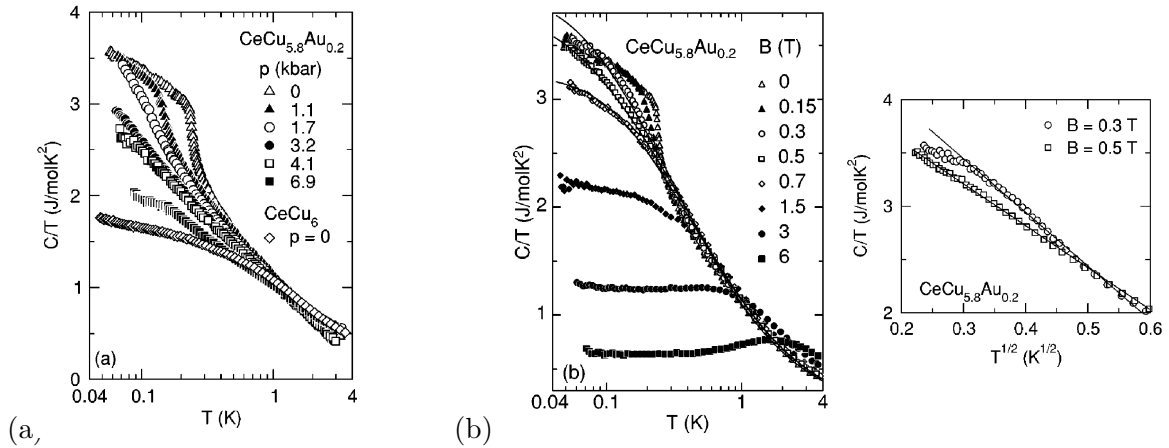 4
3
2
1
0
C/T (J/molK²)
CeCu₅.₈Au₀.₂
p (kbar)
0
1.1
1.7
3.2
4.1
6.9
CeCu₆
p = 0
(a)
0.04
0.1
1
4
T (K)
(a,
3
2
1
C/T (J/molK²)
CeCu₅.₈Au₀.₂
B (T)
0
0.15
0.3
0.5
0.7
1.5
3
6
(b)
0.04
0.1
1
4
T (K)
(b)
4
3
2
C/T (J/molK²)
B = 0.3 T
B = 0.5 T
CeCu₅.₈Au₀.₂
0.2
0.3
0.4
0.5
0.6
T¹/² (K¹/²)